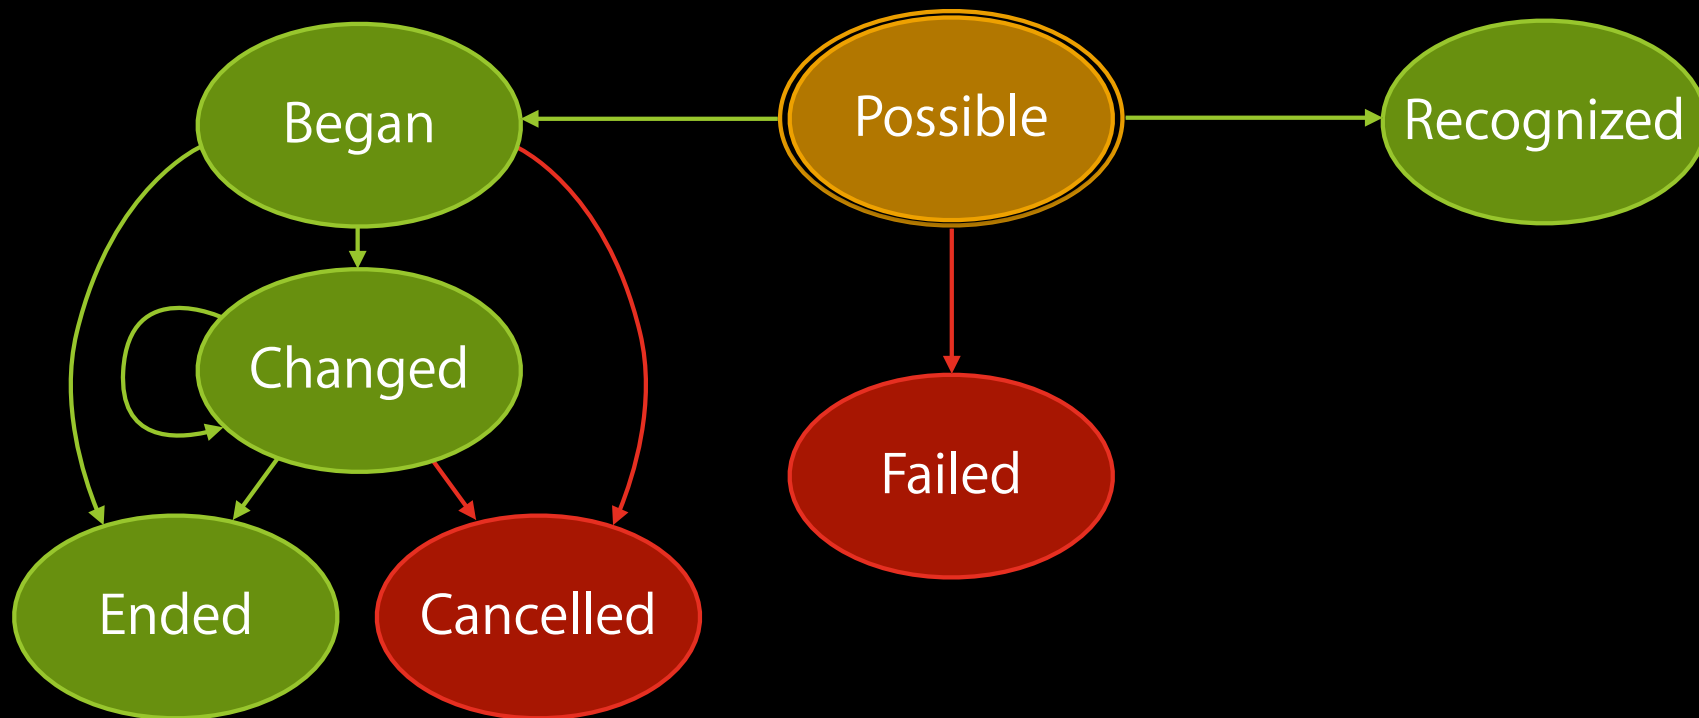 Began
Possible
Recognized
Changed
Failed
Ended
Cancelled